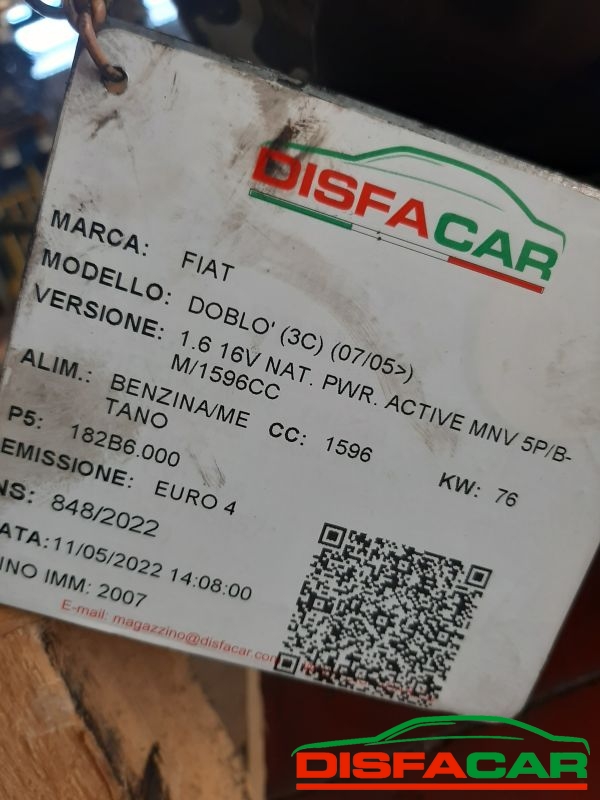 DISFACAR
MARCA: FIAT
MODELLO: DOBLO' (3C) (07/05>)
VERSIONE: 1.6 16V NAT. PWR. ACTIVE MNV 5P/B-
M/1596CC
ALIM.: BENZINA/ME CC: 1596 KW: 76
TANO
P5: 182B6.000
EMISSIONE: EURO 4
NS: 848/2022
ATA: 11/05/2022 14:08:00
INO IMM: 2007
E-mail: magazzino@disfacar.com
DISFACAR